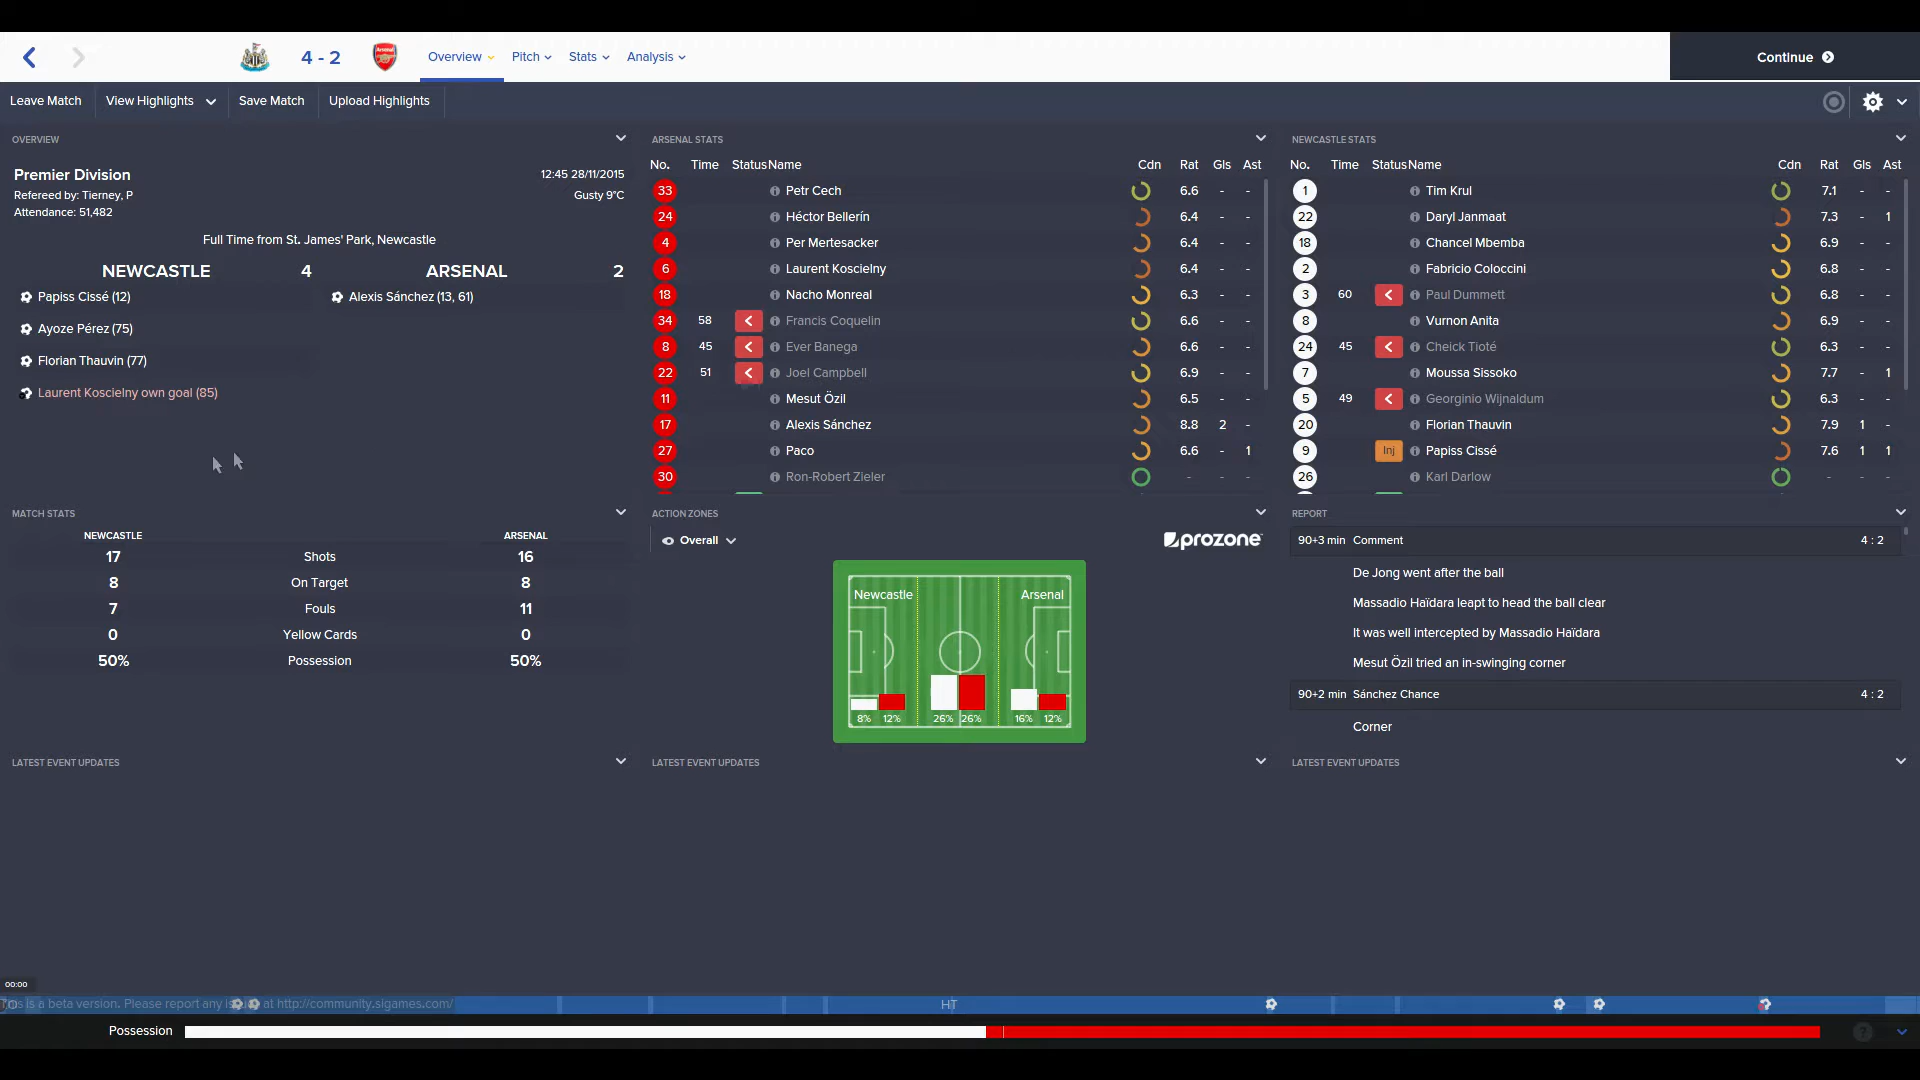 4 - 2 Overview Pitch Stats Analysis Continue
Leave Match View Highlights Save Match Upload Highlights
OVERVIEW
Premier Division 12:45 28/11/2015
Refereed by: Tierney, P Gusty 9°C
Attendance: 51,482
Full Time from St. James' Park, Newcastle
NEWCASTLE 4 ARSENAL 2
Papiss Cissé (12) Alexis Sánchez (13, 61)
Ayoze Pérez (75)
Florian Thauvin (77)
Laurent Koscielny own goal (85)
ARSENAL STATS
No. Time Status Name Cdn Rat Gls Ast
33 Petr Cech 6.6 - -
24 Héctor Bellerín 6.4 - -
4 Per Mertesacker 6.4 - -
6 Laurent Koscielny 6.4 - -
18 Nacho Monreal 6.3 - -
34 58 Francis Coquelin 6.6 - -
8 45 Ever Banega 6.6 - -
22 51 Joel Campbell 6.9 - -
11 Mesut Özil 6.5 - -
17 Alexis Sánchez 8.8 2 -
27 Paco 6.6 - 1
30 Ron-Robert Zieler - - -
NEWCASTLE STATS
No. Time Status Name Cdn Rat Gls Ast
1 Tim Krul 7.1 - -
22 Daryl Janmaat 7.3 - 1
18 Chancel Mbemba 6.9 - -
2 Fabricio Coloccini 6.8 - -
3 60 Paul Dummett 6.8 - -
8 Vurnon Anita 6.9 - -
24 45 Cheick Tioté 6.3 - -
7 Moussa Sissoko 7.7 - 1
5 49 Georginio Wijnaldum 6.3 - -
20 Florian Thauvin 7.9 1 -
9 Inj Papiss Cissé 7.6 1 1
26 Karl Darlow - - -
MATCH STATS
NEWCASTLE ARSENAL
17 Shots 16
8 On Target 8
7 Fouls 11
0 Yellow Cards 0
50% Possession 50%
ACTION ZONES
Overall prozone
Newcastle Arsenal
8% 12% 26% 26% 16% 12%
REPORT
90+3 min Comment 4 : 2
De Jong went after the ball
Massadio Haïdara leapt to head the ball clear
It was well intercepted by Massadio Haïdara
Mesut Özil tried an in-swinging corner
90+2 min Sánchez Chance 4 : 2
Corner
LATEST EVENT UPDATES LATEST EVENT UPDATES LATEST EVENT UPDATES
00:00
is a beta version. Please report any at http://community.sigames.com/ HT
Possession